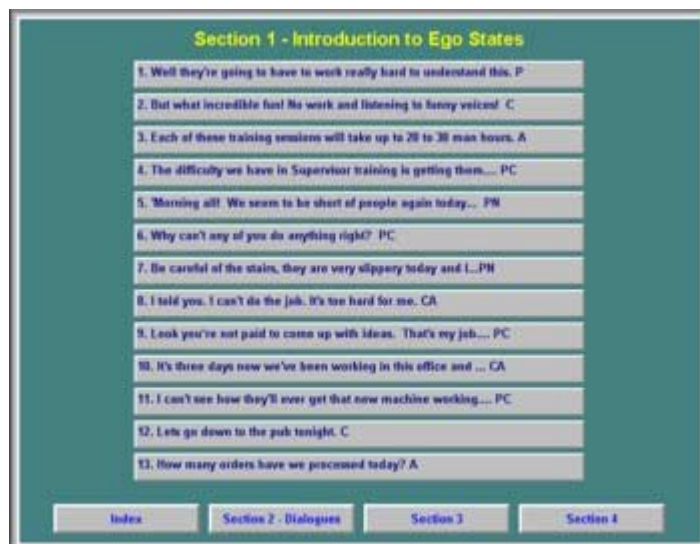 Section 1 - Introduction to Ego States
1. Well they're going to have to work really hard to understand this. P
2. But what incredible fun! No work and listening to funny voices! C
3. Each of these training sessions will take up to 20 to 30 man hours. A
4. The difficulty we have in Supervisor training is getting them.... PC
5. 'Morning all! We seem to be short of people again today... PN
6. Why can't any of you do anything right? PC
7. Be careful of the stairs, they are very slippery today and I...PN
8. I told you. I can't do the job. It's too hard for me. CA
9. Look you're not paid to come up with ideas. That's my job.... PC
10. It's three days now we've been working in this office and ... CA
11. I can't see how they'll ever get that new machine working.... PC
12. Lets go down to the pub tonight. C
13. How many orders have we processed today? A
Index
Section 2 - Dialogues
Section 3
Section 4